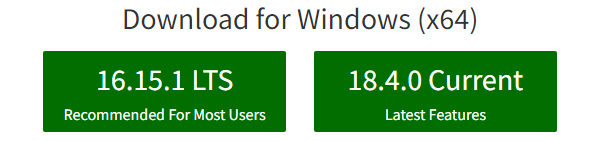 Download for Windows (x64)
16.15.1 LTS
Recommended For Most Users
18.4.0 Current
Latest Features